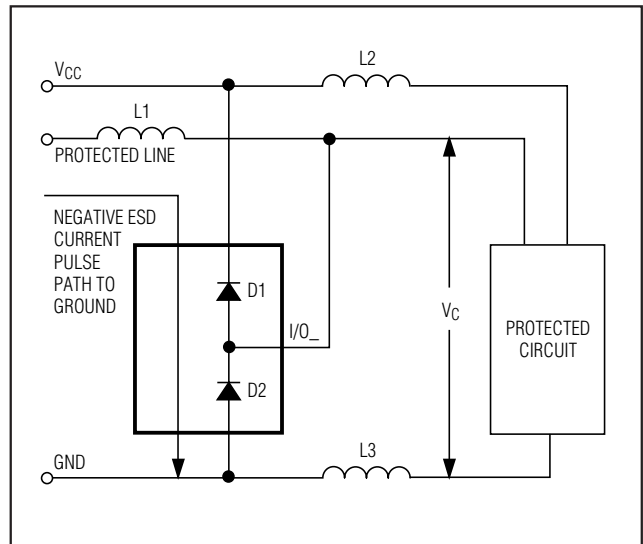 VCC
L2
L1
PROTECTED LINE
NEGATIVE ESD
CURRENT
PULSE
PATH TO
GROUND
D1
I/O_
D2
VC
PROTECTED
CIRCUIT
GND
L3